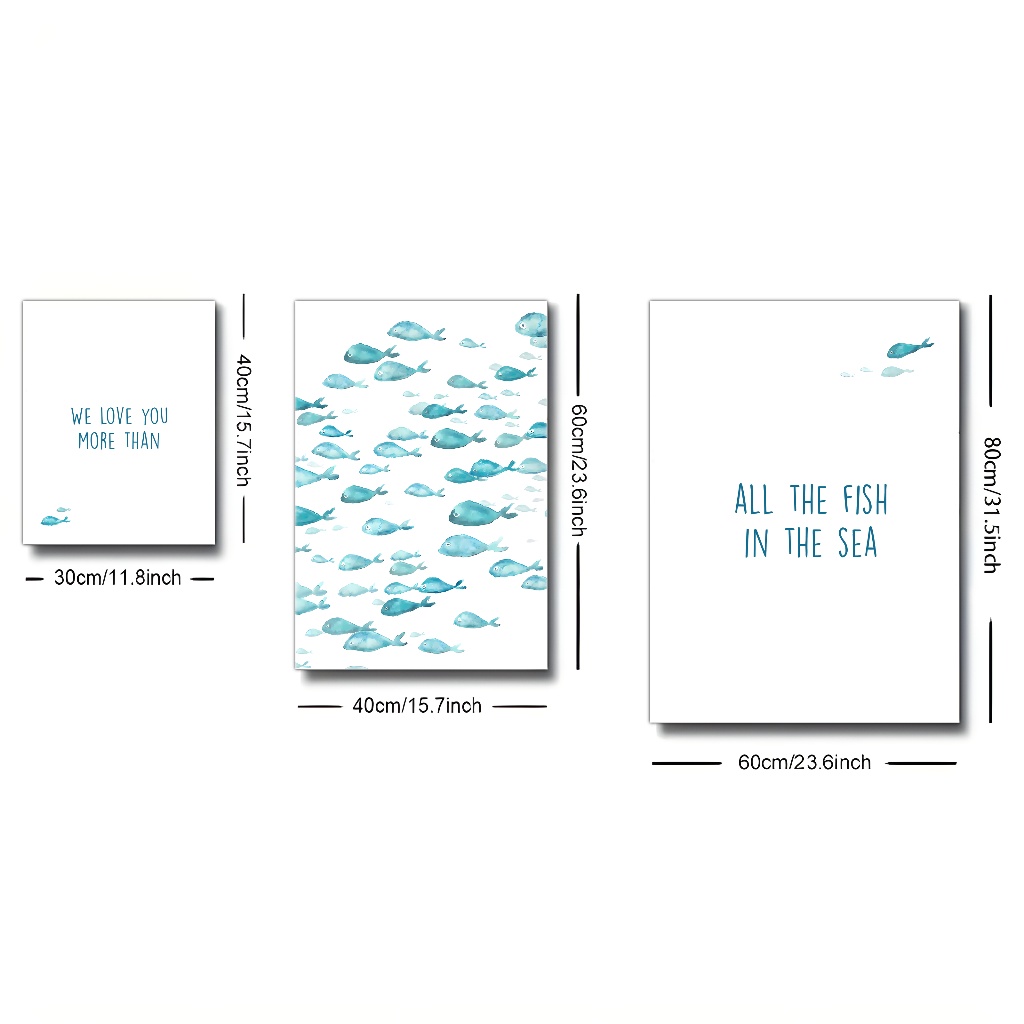 WE LOVE YOU
MORE THAN
40cm/15.7inch
30cm/11.8inch
60cm/23.6inch
40cm/15.7inch
ALL THE FISH
IN THE SEA
80cm/31.5inch
60cm/23.6inch